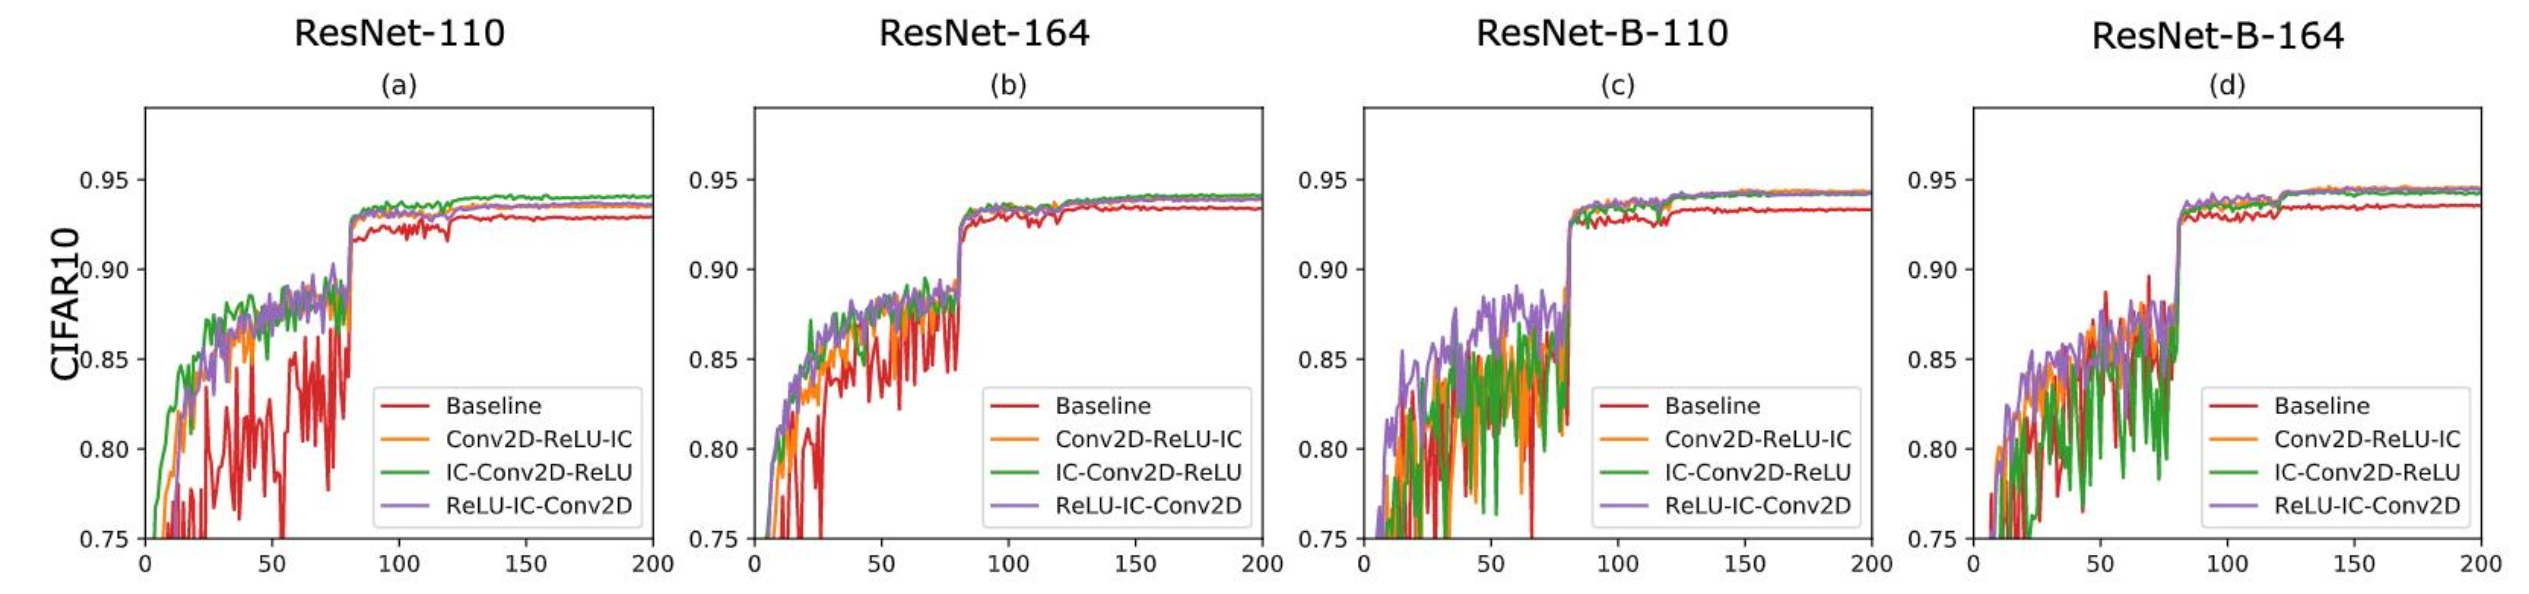 ResNet-110
ResNet-164
ResNet-B-110
ResNet-B-164
(a)
(b)
(c)
(d)
CIFAR10
0.95
0.90
0.85
0.80
0.75
0
50
100
150
200
Baseline
Conv2D-ReLU-IC
IC-Conv2D-ReLU
ReLU-IC-Conv2D
0.95
0.90
0.85
0.80
0.75
0
50
100
150
200
Baseline
Conv2D-ReLU-IC
IC-Conv2D-ReLU
ReLU-IC-Conv2D
0.95
0.90
0.85
0.80
0.75
0
50
100
150
200
Baseline
Conv2D-ReLU-IC
IC-Conv2D-ReLU
ReLU-IC-Conv2D
0.95
0.90
0.85
0.80
0.75
0
50
100
150
200
Baseline
Conv2D-ReLU-IC
IC-Conv2D-ReLU
ReLU-IC-Conv2D